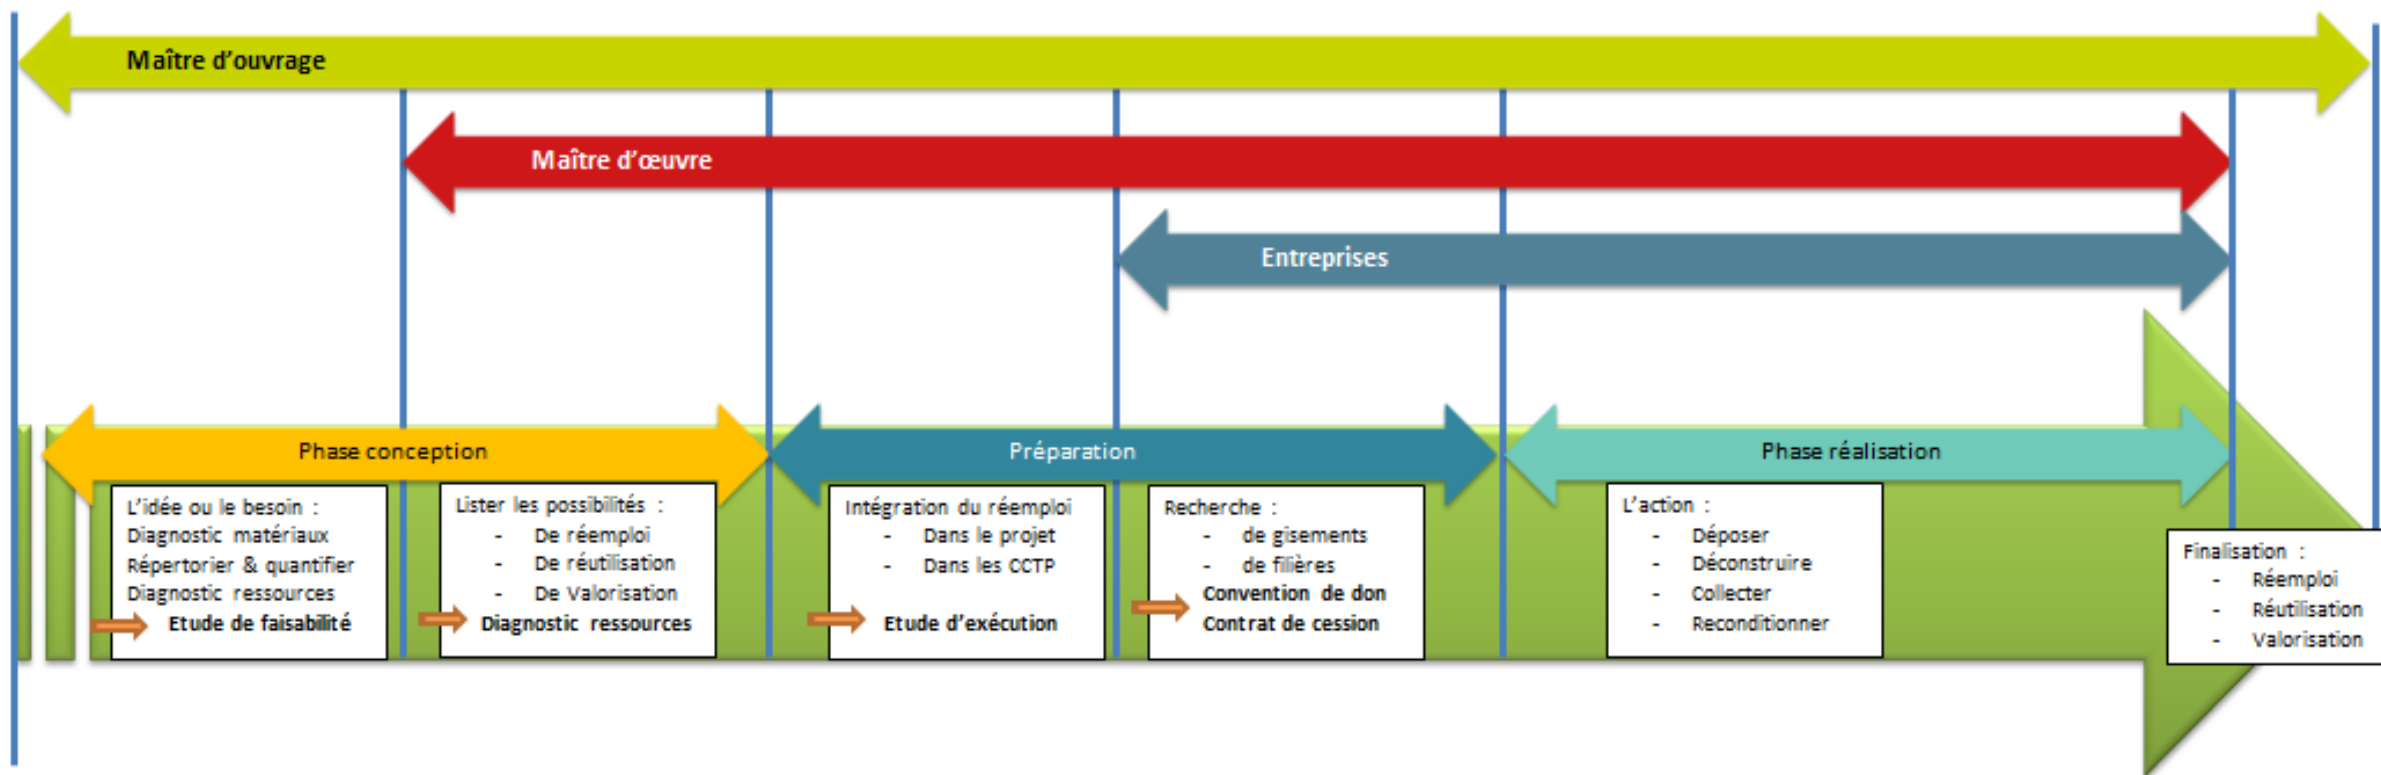 Maître d'ouvrage
Maître d'œuvre
Entreprises
Phase conception
Préparation
Phase réalisation
L'idée ou le besoin :
Diagnostic matériaux
Répertorier & quantifier
Diagnostic ressources
Etude de faisabilité
Lister les possibilités :
- De réemploi
- De réutilisation
- De Valorisation
Diagnostic ressources
Intégration du réemploi
- Dans le projet
- Dans les CCTP
Etude d'exécution
Recherche :
- de gisements
- de filières
Convention de don
Contrat de cession
L'action :
- Déposer
- Déconstruire
- Collecter
- Reconditionner
Finalisation :
- Réemploi
- Réutilisation
- Valorisation